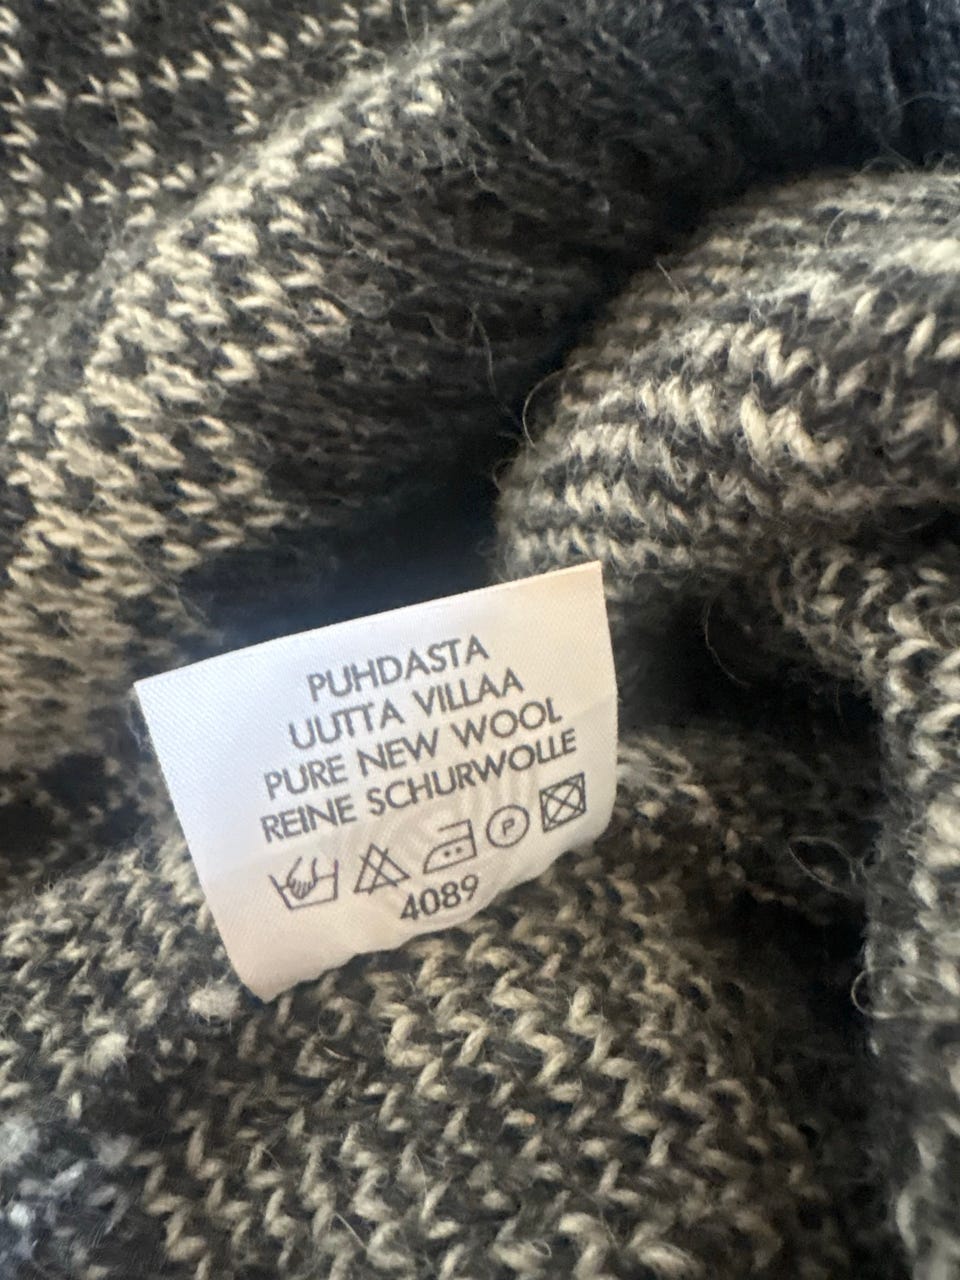 PUHDASTA
UUTTA VILLAA
PURE NEW WOOL
REINE SCHURWOLLE
P
4089